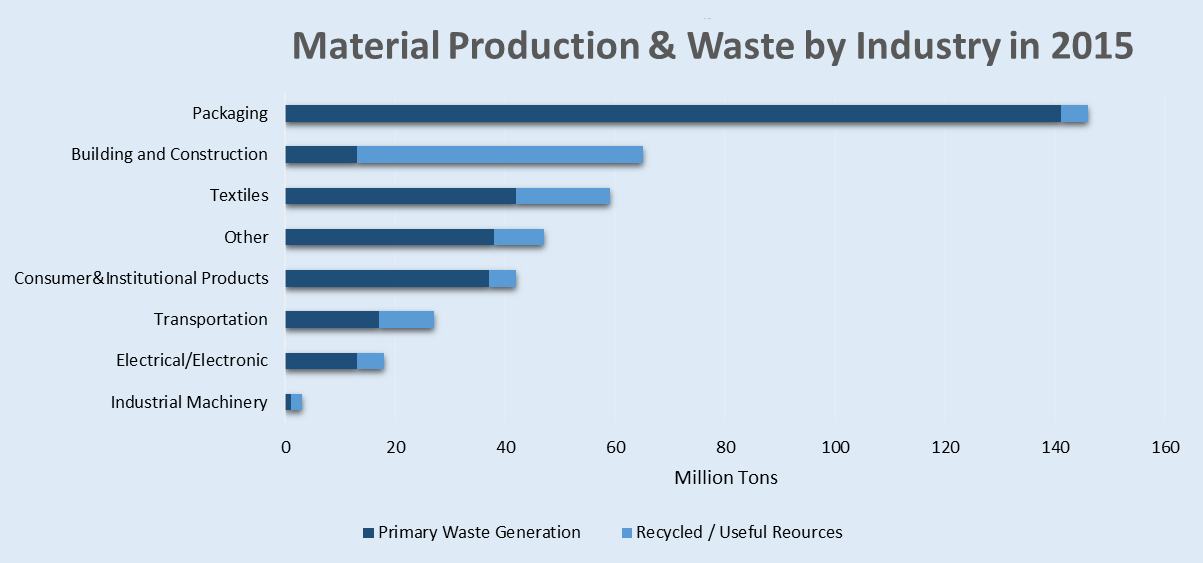 Material Production & Waste by Industry in 2015
Packaging
Building and Construction
Textiles
Other
Consumer&Institutional Products
Transportation
Electrical/Electronic
Industrial Machinery
0 20 40 60 80 100 120 140 160
Million Tons
Primary Waste Generation Recycled / Useful Reources